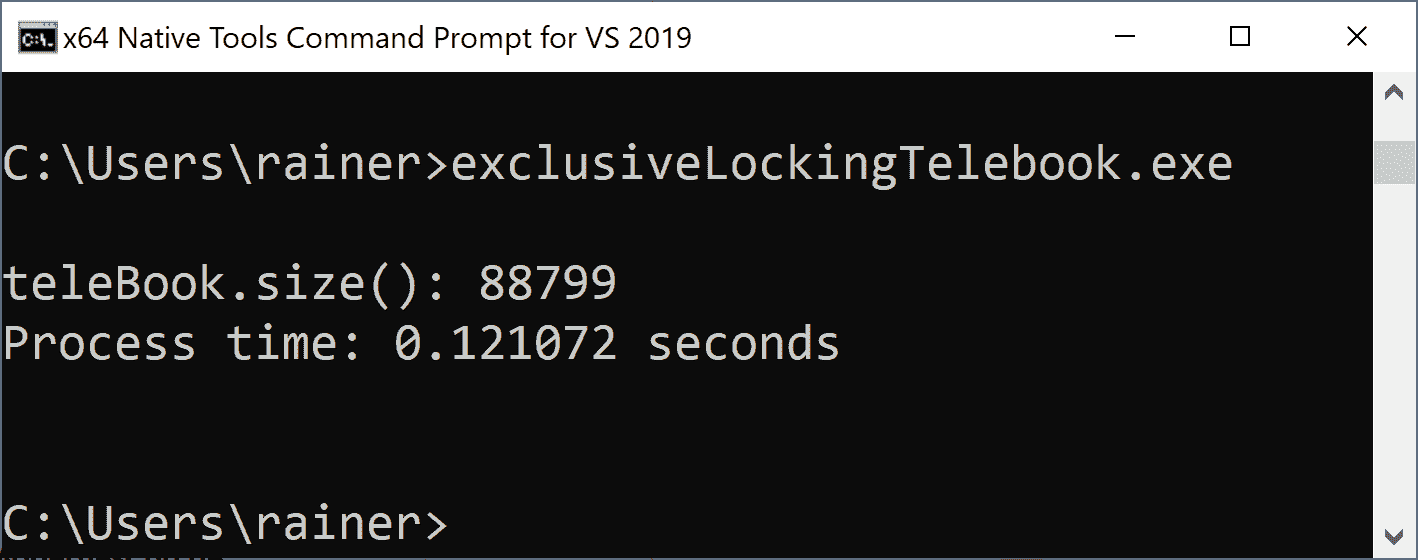 x64 Native Tools Command Prompt for VS 2019
C:\Users\rainer>exclusiveLockingTelebook.exe
teleBook.size(): 88799
Process time: 0.121072 seconds
C:\Users\rainer>